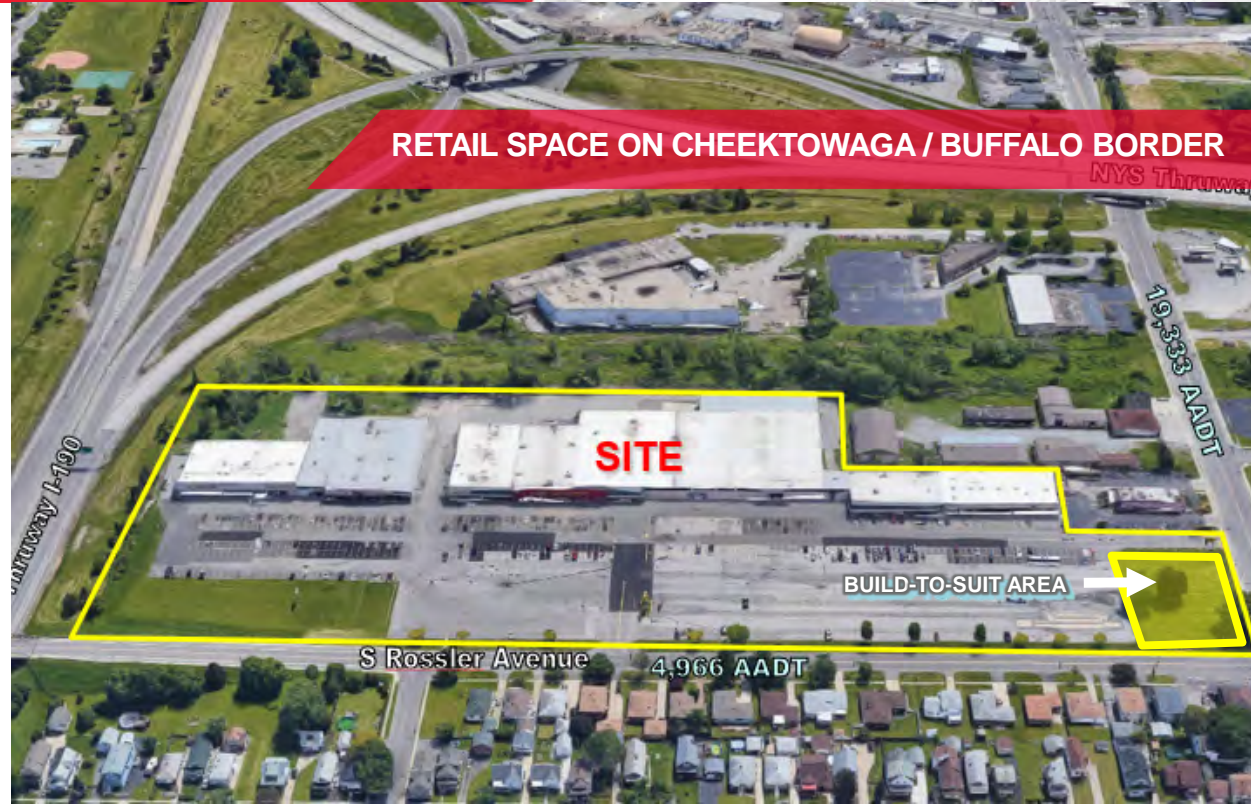 RETAIL SPACE ON CHEEKTOWAGA / BUFFALO BORDER
NYS Thruway
19,333 AADT
Thruway I-190
SITE
BUILD-TO-SUIT AREA
S Rossler Avenue
4,966 AADT